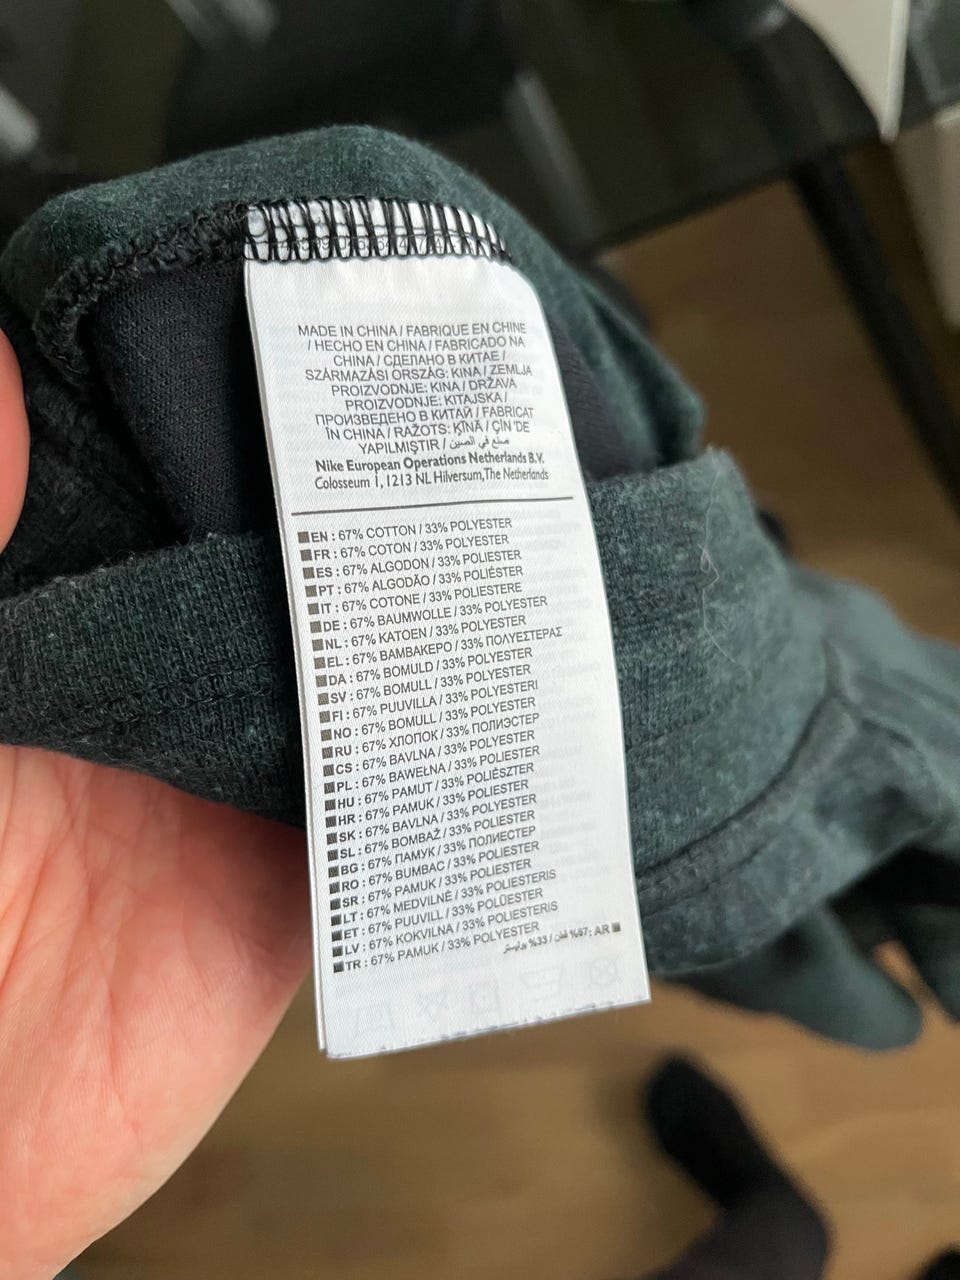 MADE IN CHINA / FABRIQUE EN CHINE
/ HECHO EN CHINA / FABRICADO NA
CHINA / СДЕЛАНО В КИТАЕ /
SZÁRMAZÁSI ORSZÁG: KINA / ZEMLJA
PROIZVODNJE: KINA / DRŽAVA
PROIZVODNJE: KITAJSKA /
ПРОИЗВЕДЕНО В КИТАЙ / FABRICAT
ÎN CHINA / RAŽOTS: ĶĪNĀ / ÇİN'DE
YAPILMIŞTIR / صنع في الصين
Nike European Operations Netherlands B.V.
Colosseum 1, 1213 NL Hilversum, The Netherlands
EN : 67% COTTON / 33% POLYESTER
FR : 67% COTON / 33% POLYESTER
ES : 67% ALGODON / 33% POLIESTER
PT : 67% ALGODÃO / 33% POLIÉSTER
IT : 67% COTONE / 33% POLIESTERE
DE : 67% BAUMWOLLE / 33% POLYESTER
NL : 67% KATOEN / 33% POLYESTER
EL : 67% ΒΑΜΒΑΚΕΡΟ / 33% ΠΟΛΥΕΣΤΕΡΑΣ
DA : 67% BOMULD / 33% POLYESTER
SV : 67% BOMULL / 33% POLYESTER
FI : 67% PUUVILLA / 33% POLYESTERI
NO : 67% BOMULL / 33% POLYESTER
RU : 67% ХЛОПОК / 33% ПОЛИЭСТЕР
CS : 67% BAVLNA / 33% POLYESTER
PL : 67% BAWEŁNA / 33% POLYESTER
HU : 67% PAMUT / 33% POLIÉSZTER
HR : 67% PAMUK / 33% POLIESTER
SK : 67% BAVLNA / 33% POLYESTER
SL : 67% BOMBAŽ / 33% POLIESTER
BG : 67% ПАМУК / 33% ПОЛИЕСТЕР
RO : 67% BUMBAC / 33% POLIESTER
SR : 67% PAMUK / 33% POLIESTER
LT : 67% MEDVILNĖ / 33% POLIESTERIS
ET : 67% PUUVILL / 33% POLÜESTER
LV : 67% KOKVILNA / 33% POLIESTERIS
TR : 67% PAMUK / 33% POLYESTER
AR :67% قطن / 33% بوليستر